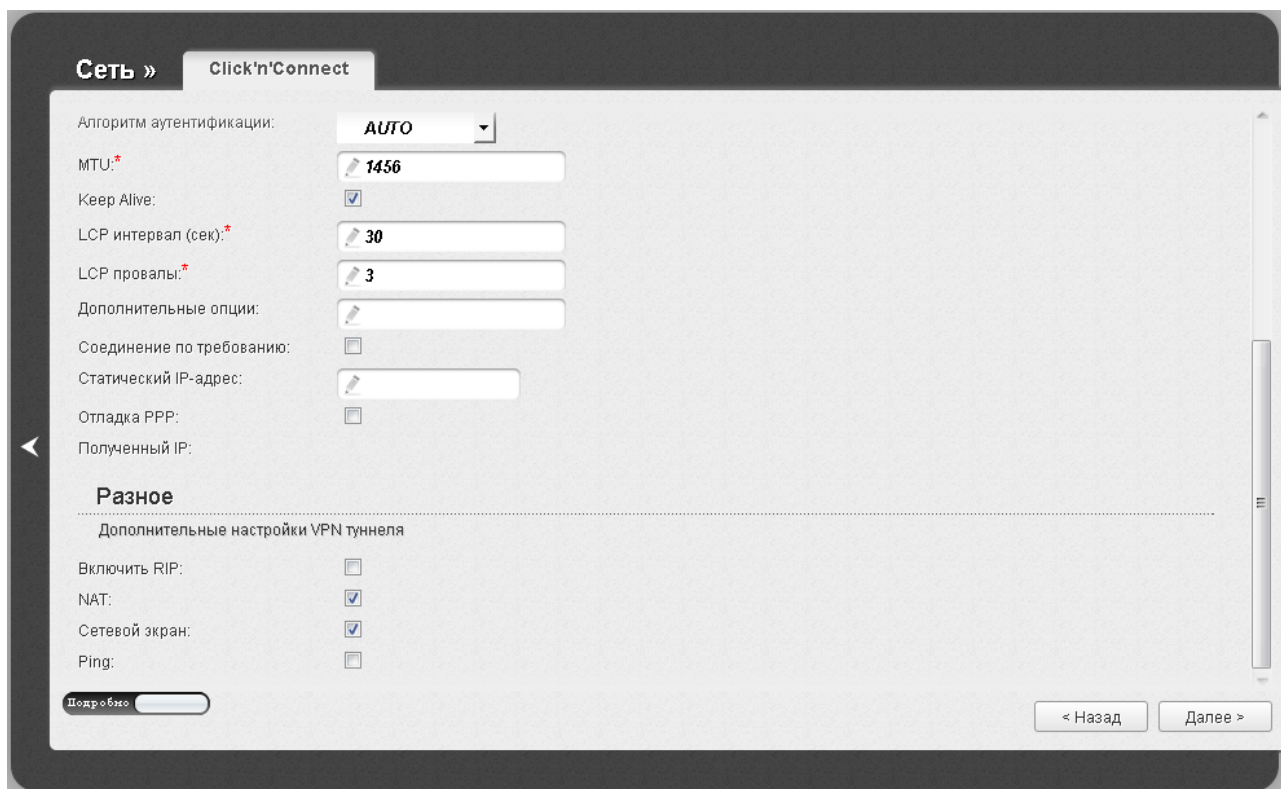 Сеть »
Click'n'Connect
Алгоритм аутентификации: AUTO
MTU:* 1456
Keep Alive:
LCP интервал (сек):* 30
LCP провалы:* 3
Дополнительные опции:
Соединение по требованию:
Статический IP-адрес:
Отладка PPP:
Полученный IP:
Разное
Дополнительные настройки VPN туннеля
Включить RIP:
NAT:
Сетевой экран:
Ping:
Подробно
< Назад
Далее >